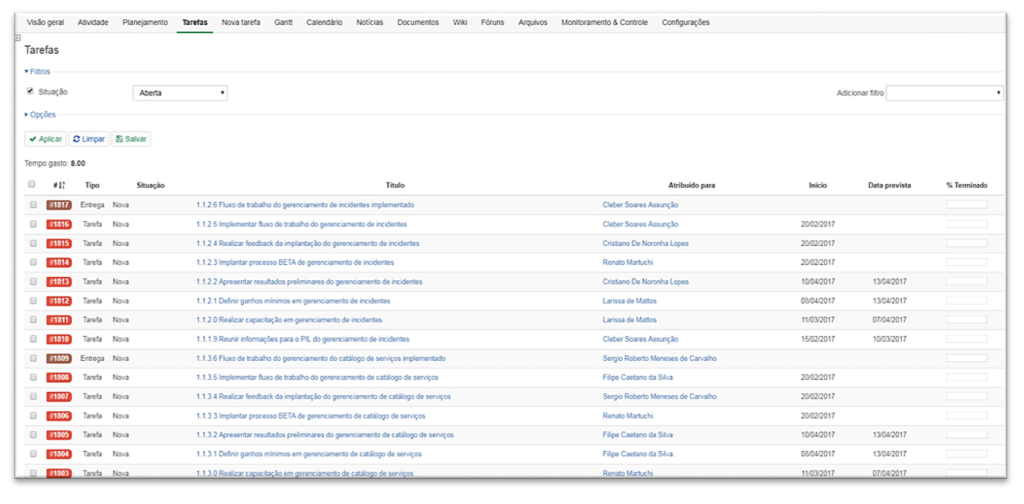 Visão geral Atividade Planejamento Tarefas Nova tarefa Gantt Calendário Notícias Documentos Wiki Fóruns Arquivos Monitoramento & Controle Configurações
Tarefas
Filtros
Situação Aberta Adicionar filtro
Opções
Aplicar Limpar Salvar
Tempo gasto: 8.00
# Tipo Situação Título Atribuído para Início Data prevista % Terminado
#1817 Entrega Nova 1.1.2.6 Fluxo de trabalho do gerenciamento de incidentes implementado Cleber Soares Assunção
#1816 Tarefa Nova 1.1.2.5 Implementar fluxo de trabalho do gerenciamento de incidentes Cleber Soares Assunção 20/02/2017
#1815 Tarefa Nova 1.1.2.4 Realizar feedback da implantação do gerenciamento de incidentes Cristiano De Noronha Lopes 20/02/2017
#1814 Tarefa Nova 1.1.2.3 Implantar processo BETA de gerenciamento de incidentes Renato Martuchi 20/02/2017
#1813 Tarefa Nova 1.1.2.2 Apresentar resultados preliminares do gerenciamento de incidentes Cristiano De Noronha Lopes 10/04/2017 13/04/2017
#1812 Tarefa Nova 1.1.2.1 Definir ganhos mínimos em gerenciamento de incidentes Larissa de Mattos 08/04/2017 13/04/2017
#1811 Tarefa Nova 1.1.2.0 Realizar capacitação em gerenciamento de incidentes Larissa de Mattos 11/03/2017 07/04/2017
#1810 Tarefa Nova 1.1.1.9 Reunir informações para o PIL do gerenciamento de incidentes Cleber Soares Assunção 15/02/2017 10/03/2017
#1809 Entrega Nova 1.1.3.6 Fluxo de trabalho do gerenciamento do catálogo de serviços implementado Sergio Roberto Meneses de Carvalho
#1808 Tarefa Nova 1.1.3.5 Implementar fluxo de trabalho do gerenciamento de catálogo de serviços Filipe Caetano da Silva 20/02/2017
#1807 Tarefa Nova 1.1.3.4 Realizar feedback da implantação do gerenciamento de catálogo de serviços Sergio Roberto Meneses de Carvalho 20/02/2017
#1806 Tarefa Nova 1.1.3.3 Implantar processo BETA de gerenciamento de catálogo de serviços Renato Martuchi 20/02/2017
#1805 Tarefa Nova 1.1.3.2 Apresentar resultados preliminares do gerenciamento de catálogo de serviços Filipe Caetano da Silva 10/04/2017 13/04/2017
#1804 Tarefa Nova 1.1.3.1 Definir ganhos mínimos em gerenciamento de catálogo de serviços Filipe Caetano da Silva 08/04/2017 13/04/2017
#1803 Tarefa Nova 1.1.3.0 Realizar capacitação em gerenciamento de catálogo de serviços Renato Martuchi 11/03/2017 07/04/2017